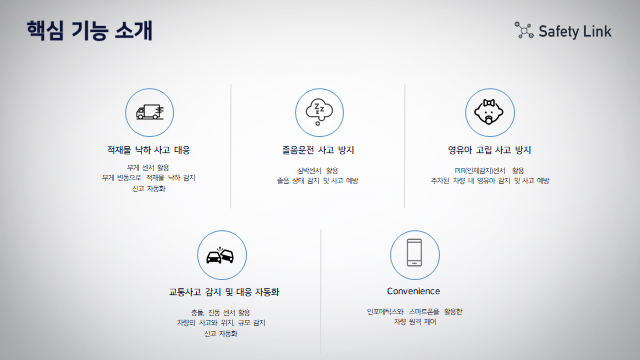 핵심 기능 소개
Safety Link
적재물 낙하 사고 대응
무게 센서 활용
무게 변동으로 적재물 낙하 감지
신고 자동화
졸음운전 사고 방지
심박센서 활용
졸음 상태 감지 및 사고 예방
영유아 고립 사고 방지
PIR(인체감지)센서 활용
주차된 차량 내 영유아 감지 및 사고 예방
교통사고 감지 및 대응 자동화
충돌, 진동 센서 활용
차량의 사고와 위치, 규모 감지
신고 자동화
Convenience
인포메틱스와 스마트폰을 활용한
차량 원격 제어